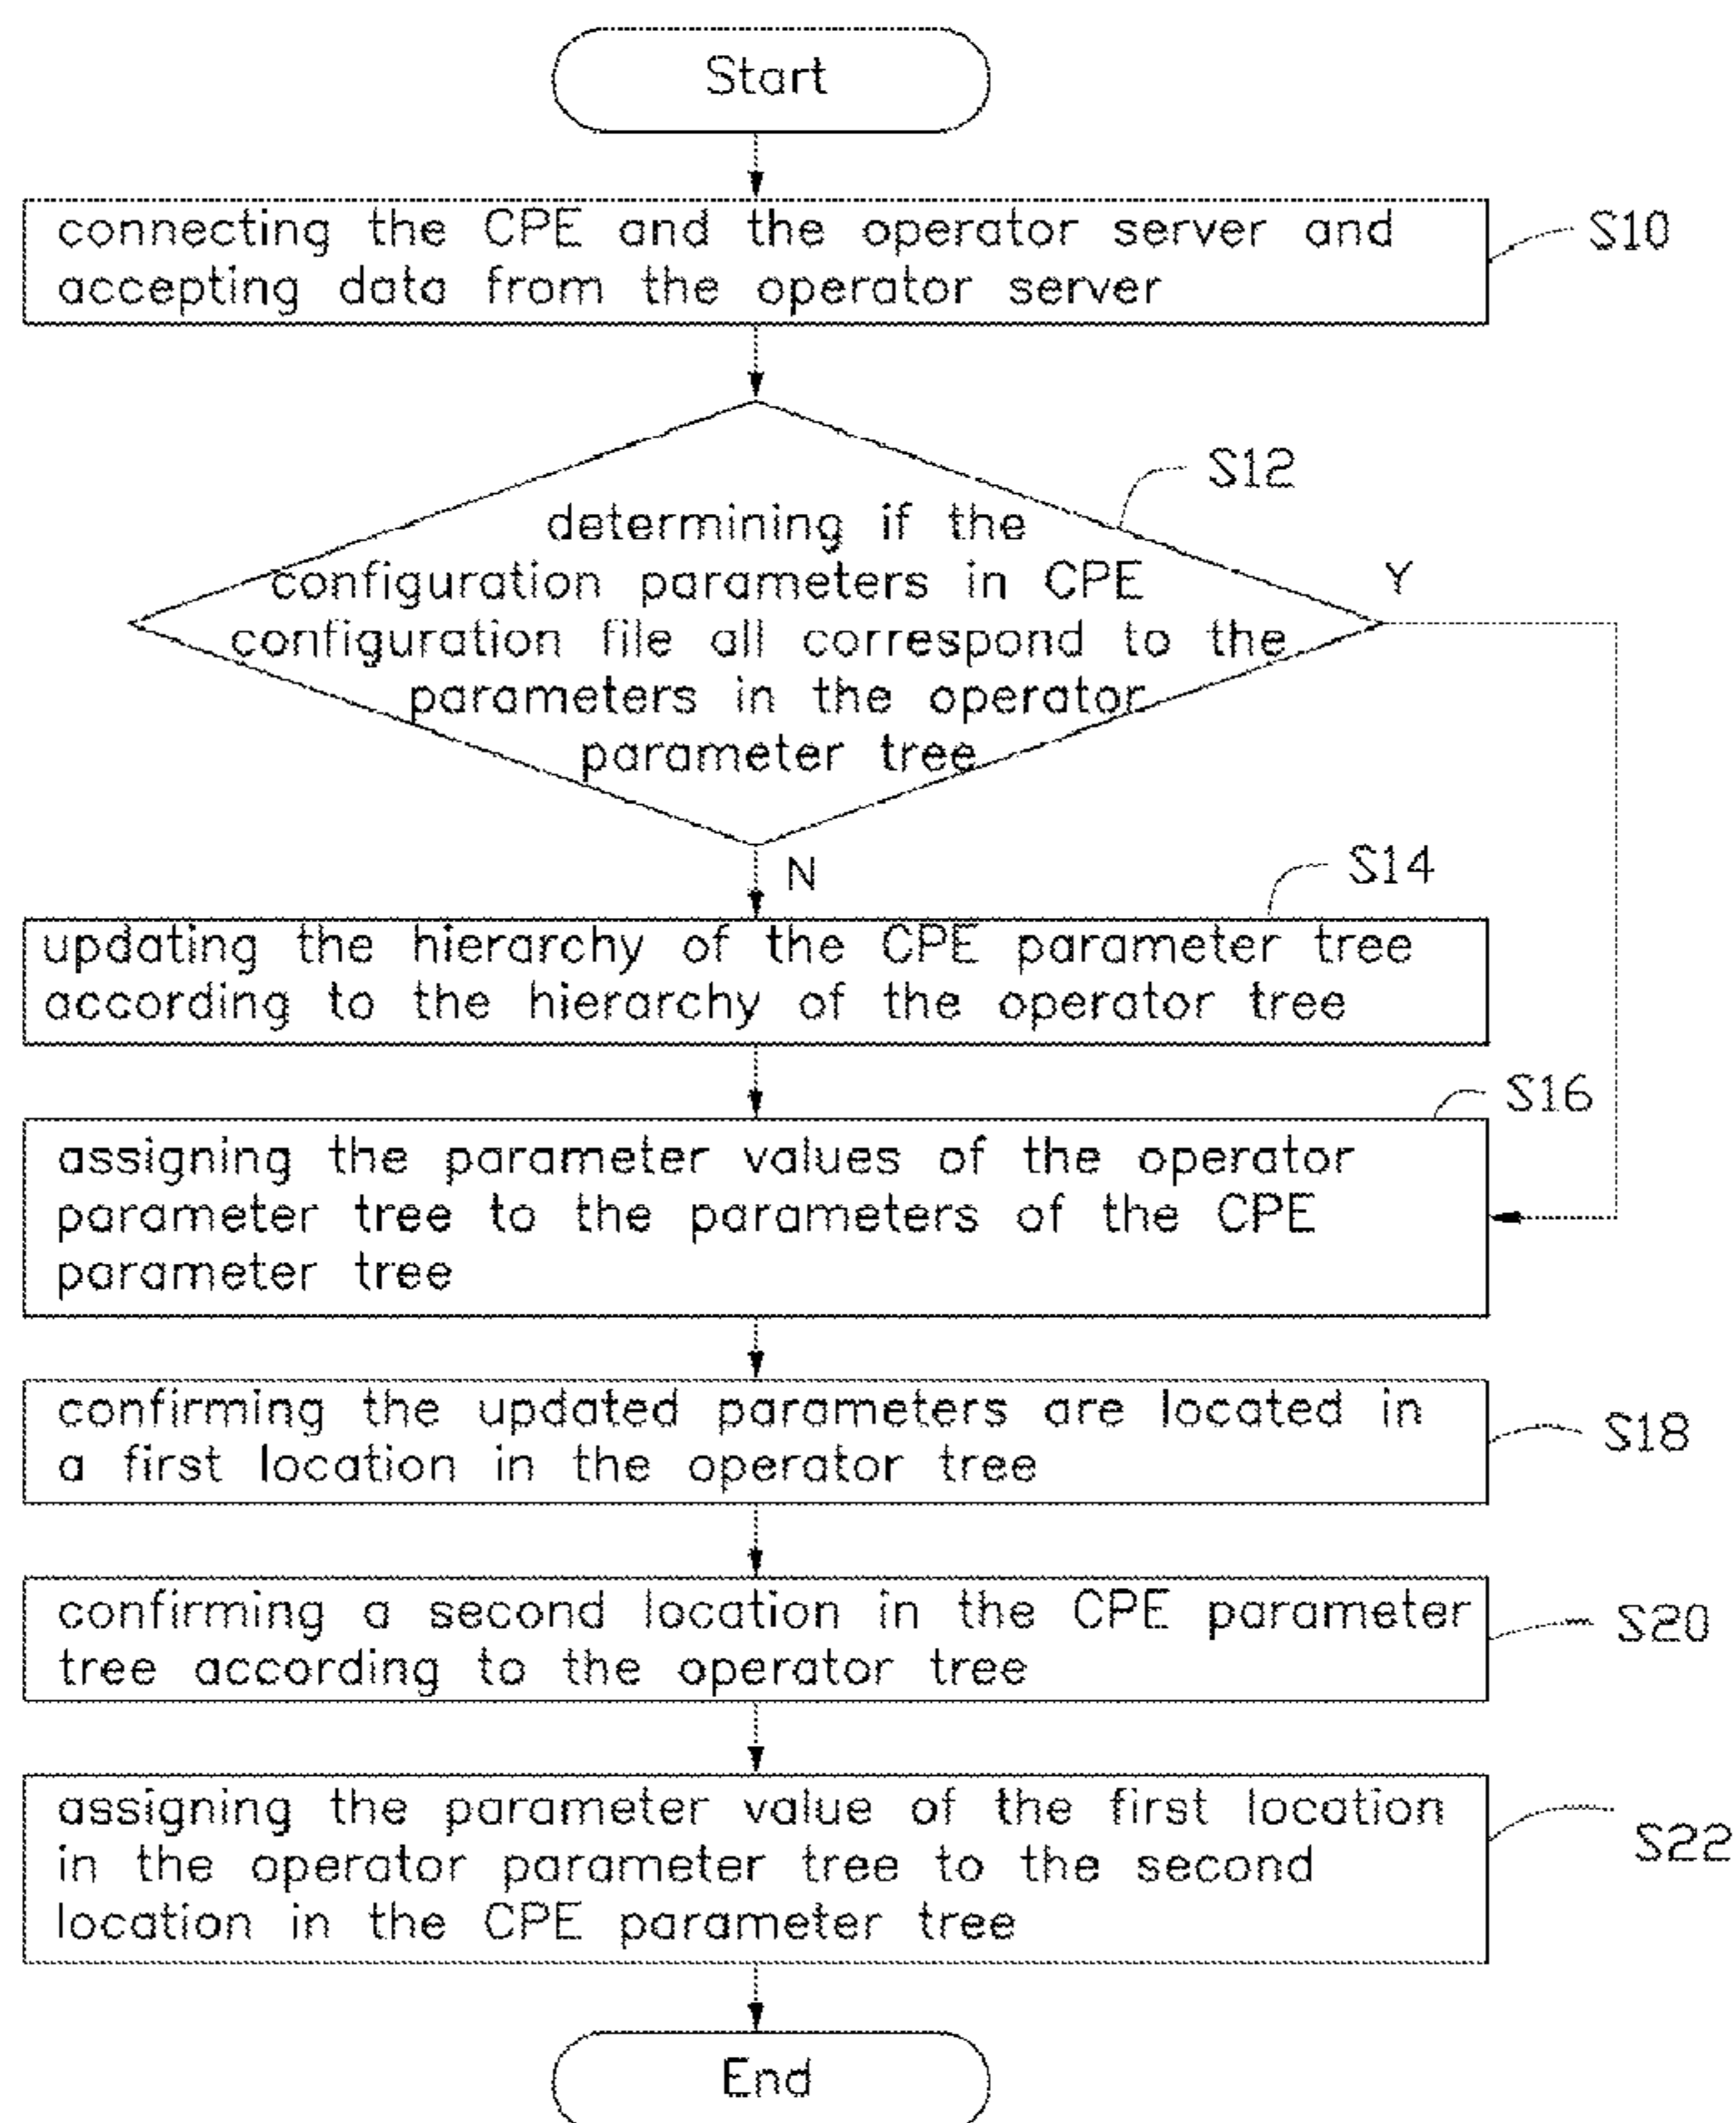 Start
connecting the CPE and the operator server and
accepting data from the operator server
S10
S12
determining if the
configuration parameters in CPE
configuration file all correspond to the
parameters in the operator
parameter tree
Y
N
S14
updating the hierarchy of the CPE parameter tree
according to the hierarchy of the operator tree
S16
assigning the parameter values of the operator
parameter tree to the parameters of the CPE
parameter tree
confirming the updated parameters are located in
a first location in the operator tree
S18
confirming a second location in the CPE parameter
tree according to the operator tree
S20
assigning the parameter value of the first location
in the operator parameter tree to the second
location in the CPE parameter tree
S22
End